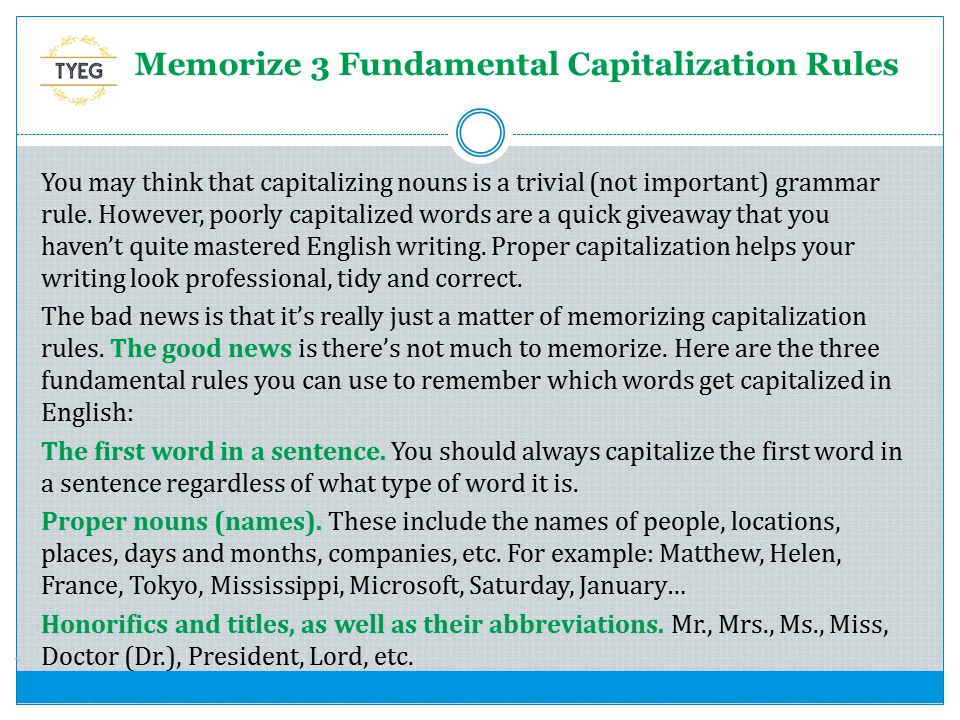 TYEG
Memorize 3 Fundamental Capitalization Rules
You may think that capitalizing nouns is a trivial (not important) grammar
rule. However, poorly capitalized words are a quick giveaway that you
haven't quite mastered English writing. Proper capitalization helps your
writing look professional, tidy and correct.
The bad news is that it's really just a matter of memorizing capitalization
rules. The good news is there's not much to memorize. Here are the three
fundamental rules you can use to remember which words get capitalized in
English:
The first word in a sentence. You should always capitalize the first word in
a sentence regardless of what type of word it is.
Proper nouns (names). These include the names of people, locations,
places, days and months, companies, etc. For example: Matthew, Helen,
France, Tokyo, Mississippi, Microsoft, Saturday, January…
Honorifics and titles, as well as their abbreviations. Mr., Mrs., Ms., Miss,
Doctor (Dr.), President, Lord, etc.